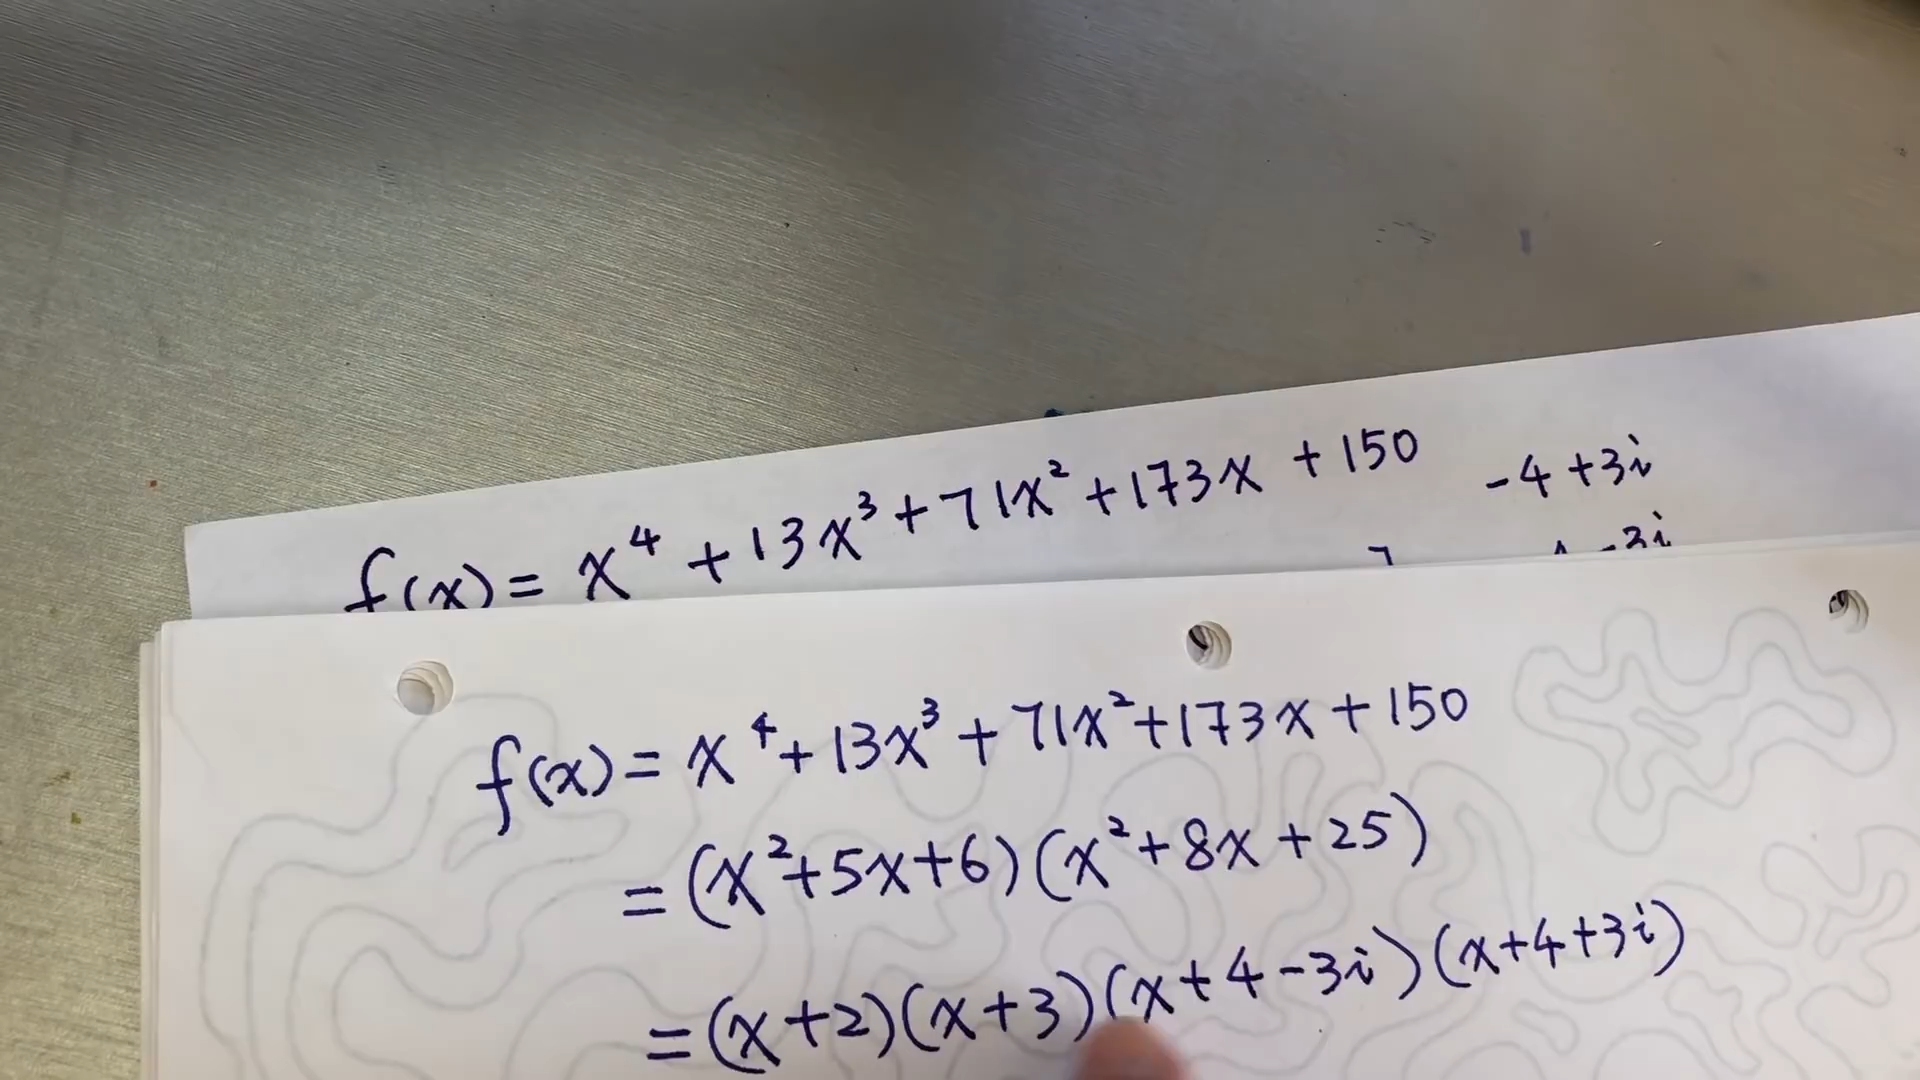 f(x) = x⁴ + 13x³ + 71x² + 173x + 150
-4 + 3i
-3i
f(x) = x⁴ + 13x³ + 71x² + 173x + 150
= (x² + 5x + 6)(x² + 8x + 25)
= (x + 2)(x + 3)(x + 4 - 3i)(x + 4 + 3i)